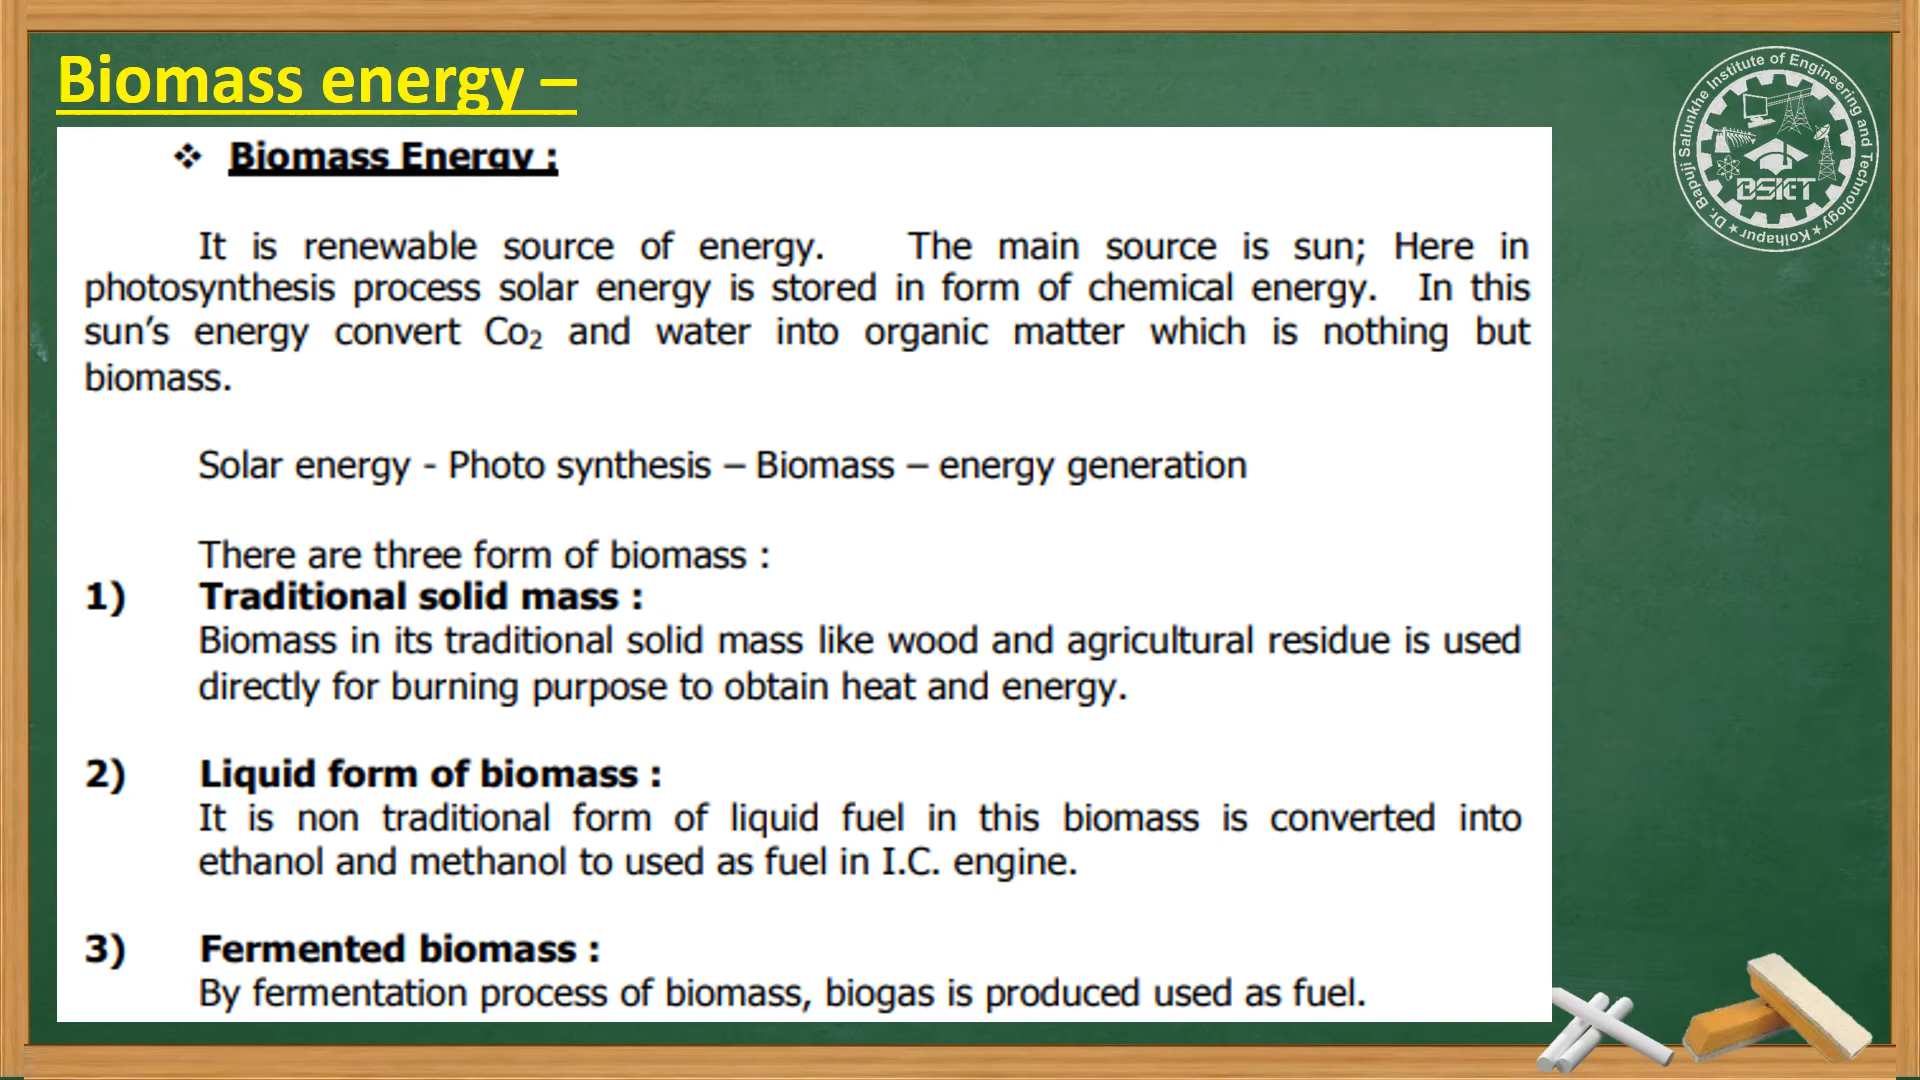 Biomass energy –
❖ Biomass Energy :
It is renewable source of energy. The main source is sun; Here in
photosynthesis process solar energy is stored in form of chemical energy. In this
sun's energy convert Co₂ and water into organic matter which is nothing but
biomass.
Solar energy - Photo synthesis – Biomass – energy generation
There are three form of biomass :
1) Traditional solid mass :
Biomass in its traditional solid mass like wood and agricultural residue is used
directly for burning purpose to obtain heat and energy.
2) Liquid form of biomass :
It is non traditional form of liquid fuel in this biomass is converted into
ethanol and methanol to used as fuel in I.C. engine.
3) Fermented biomass :
By fermentation process of biomass, biogas is produced used as fuel.
Dr. Bapuji Salunkhe Institute of Engineering and Technology
★ Kolhapur ★
BSIET